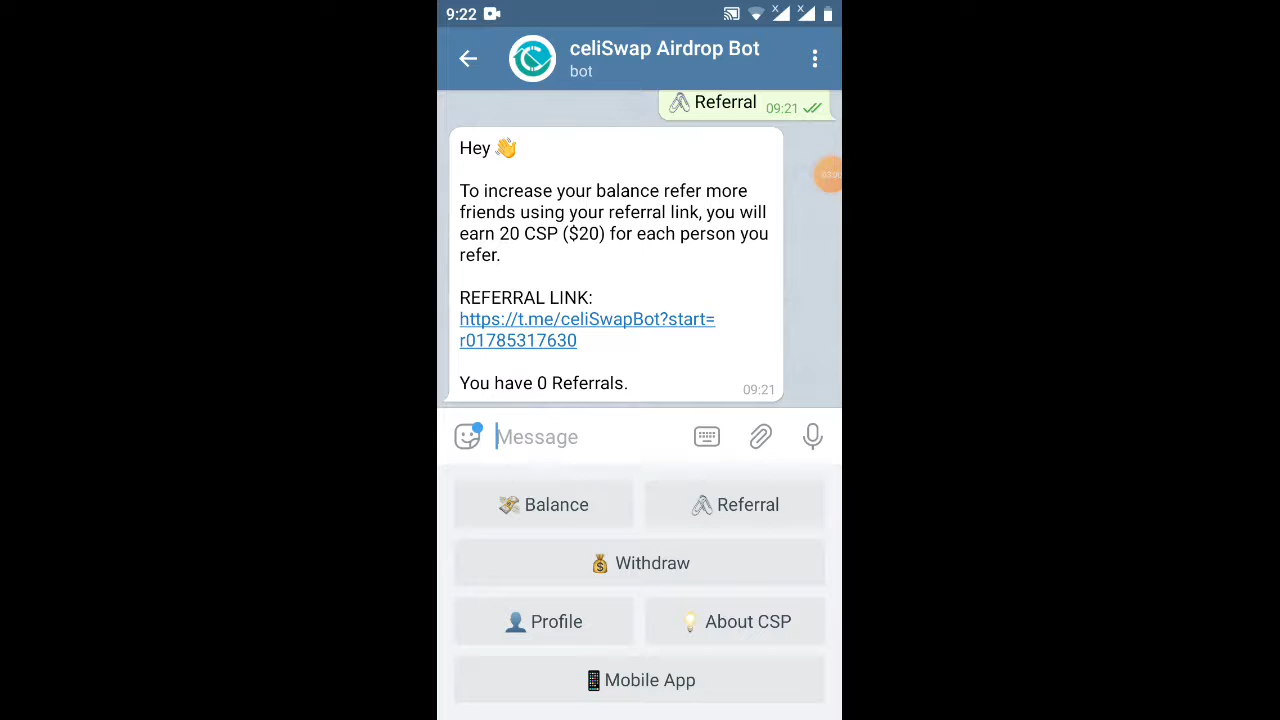 9:22
celiSwap Airdrop Bot
bot
Referral 09:21
Hey
To increase your balance refer more
friends using your referral link, you will
earn 20 CSP ($20) for each person you
refer.
REFERRAL LINK:
https://t.me/celiSwapBot?start=
r01785317630
You have 0 Referrals.
09:21
Message
Balance
Referral
Withdraw
Profile
About CSP
Mobile App